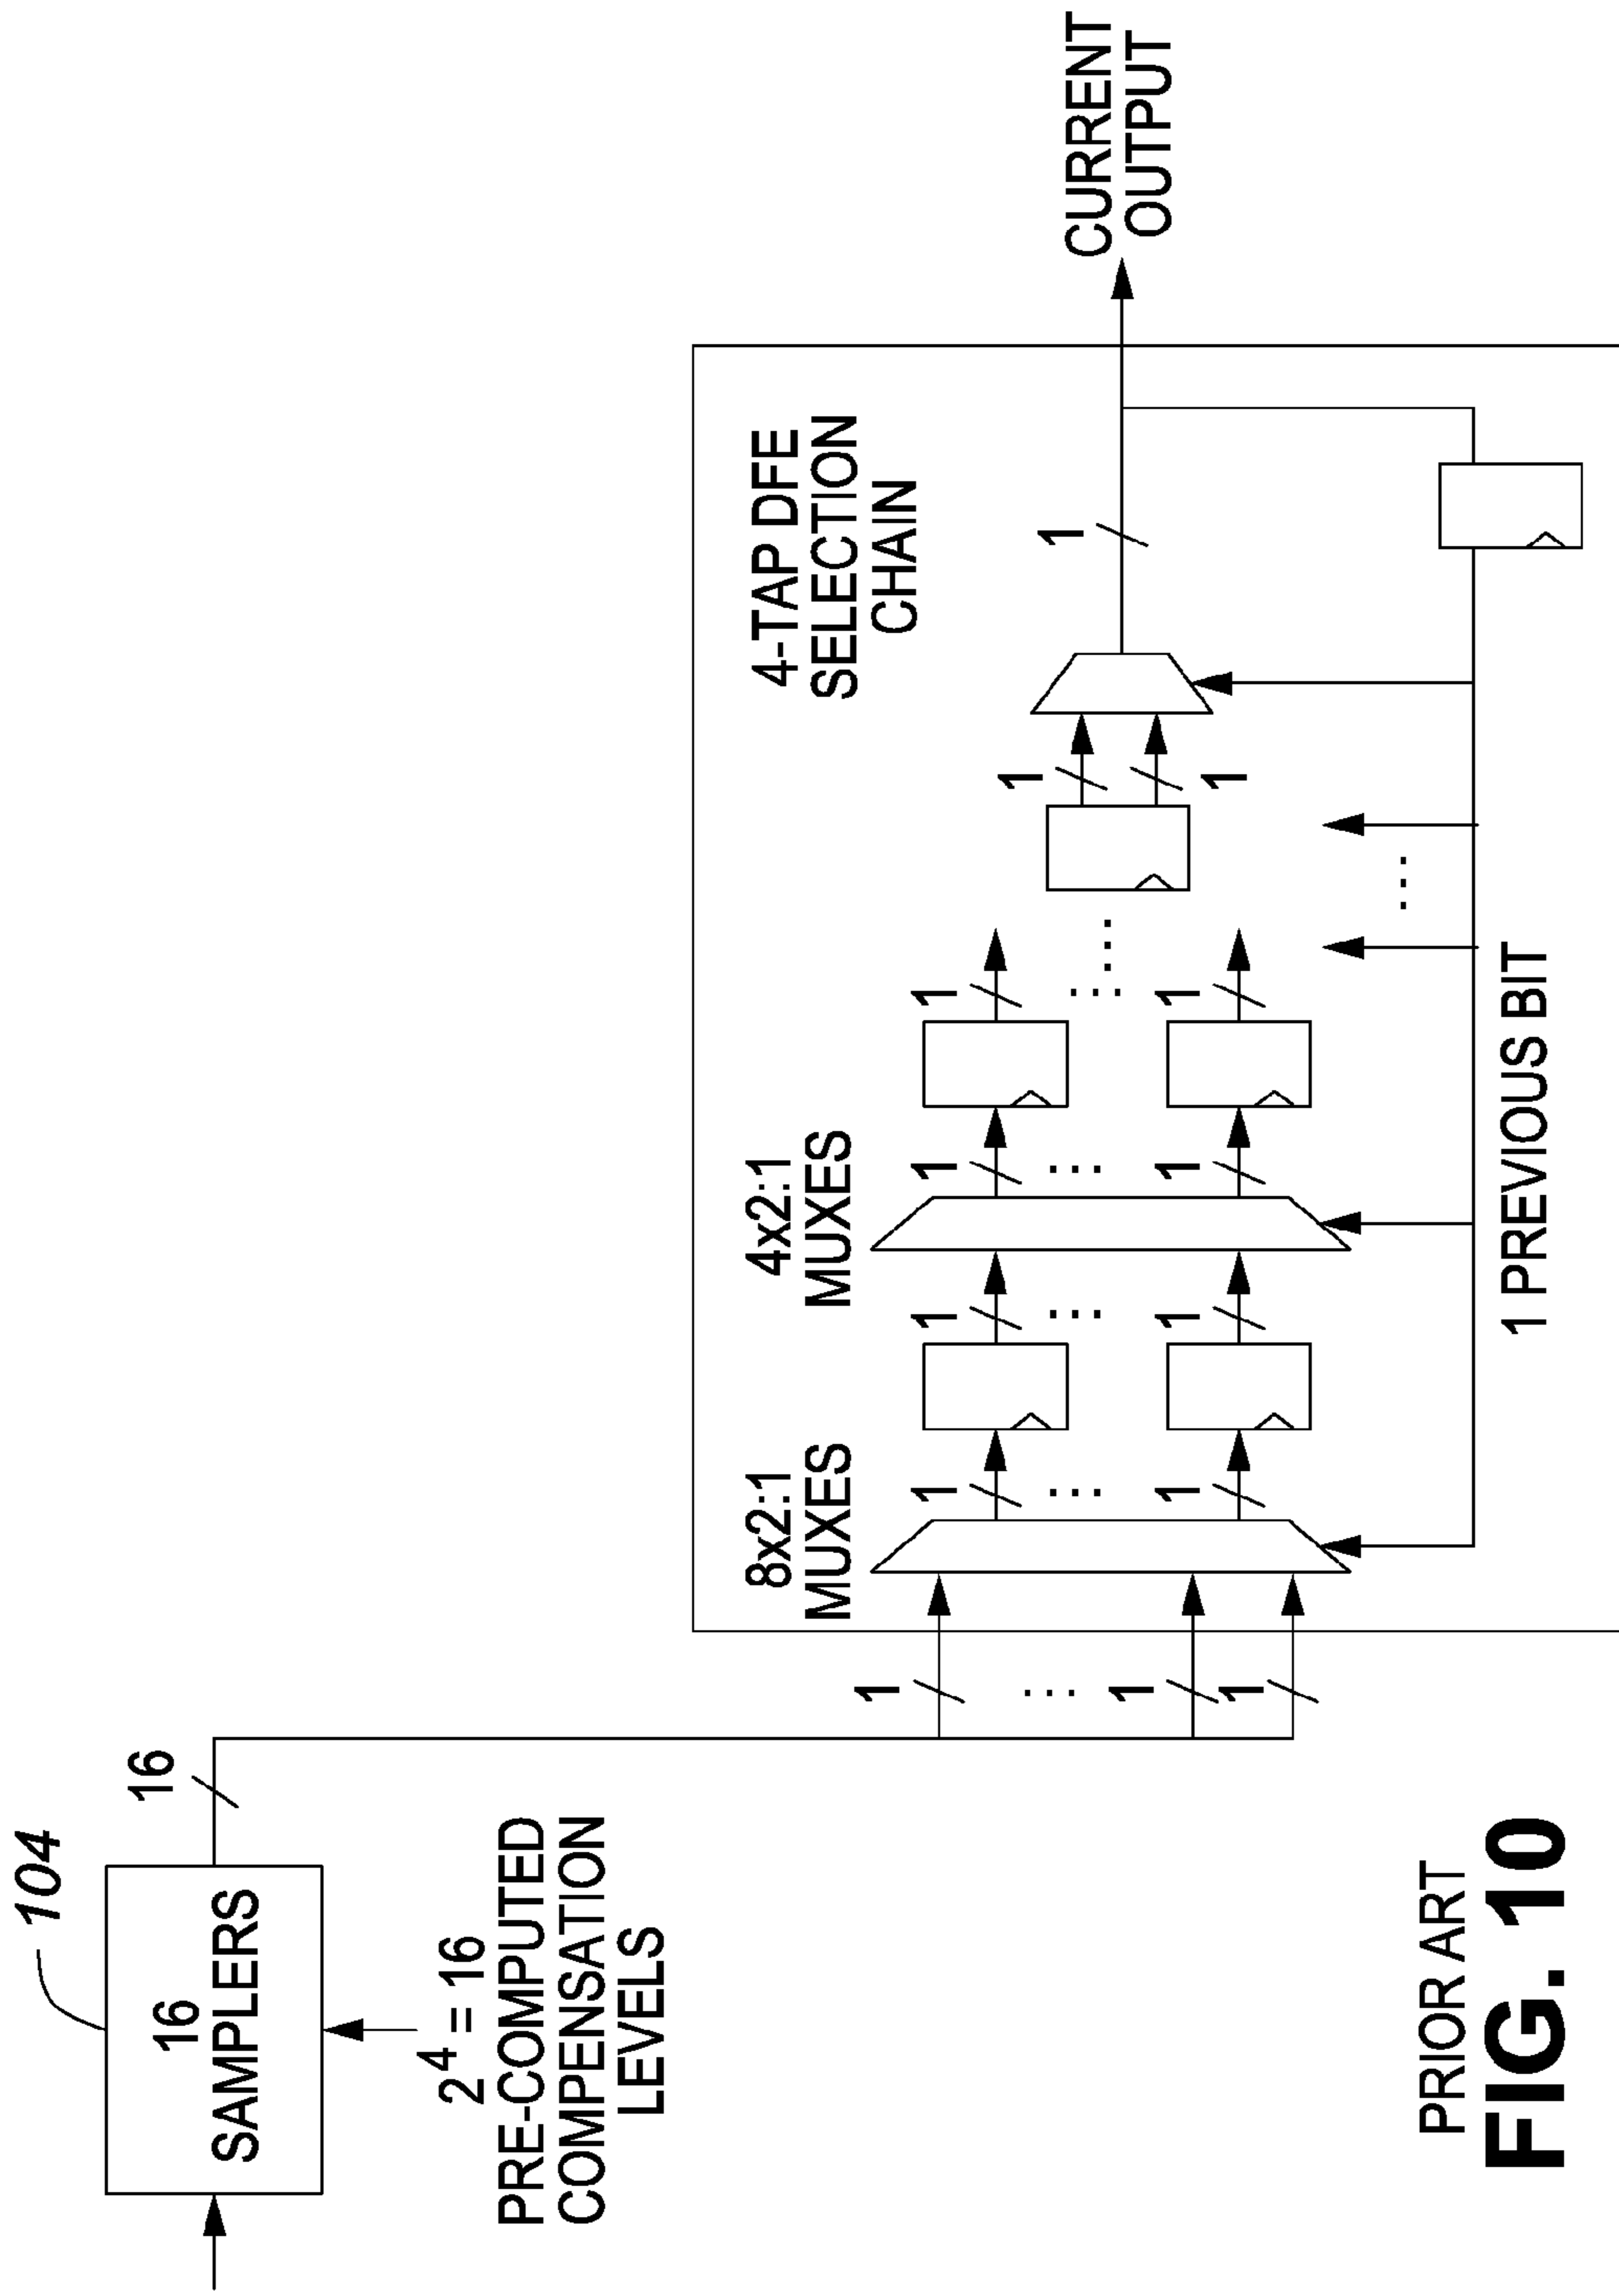 104
16
SAMPLERS
16
2^4 = 16
PRE-COMPUTED
COMPENSATION
LEVELS
1
...
1
1
8x2:1
MUXES
1
...
1
1
...
1
4x2:1
MUXES
1
...
1
1
...
1
...
1
1
4-TAP DFE
SELECTION
CHAIN
1
...
1 PREVIOUS BIT
CURRENT
OUTPUT
PRIOR ART
FIG. 10